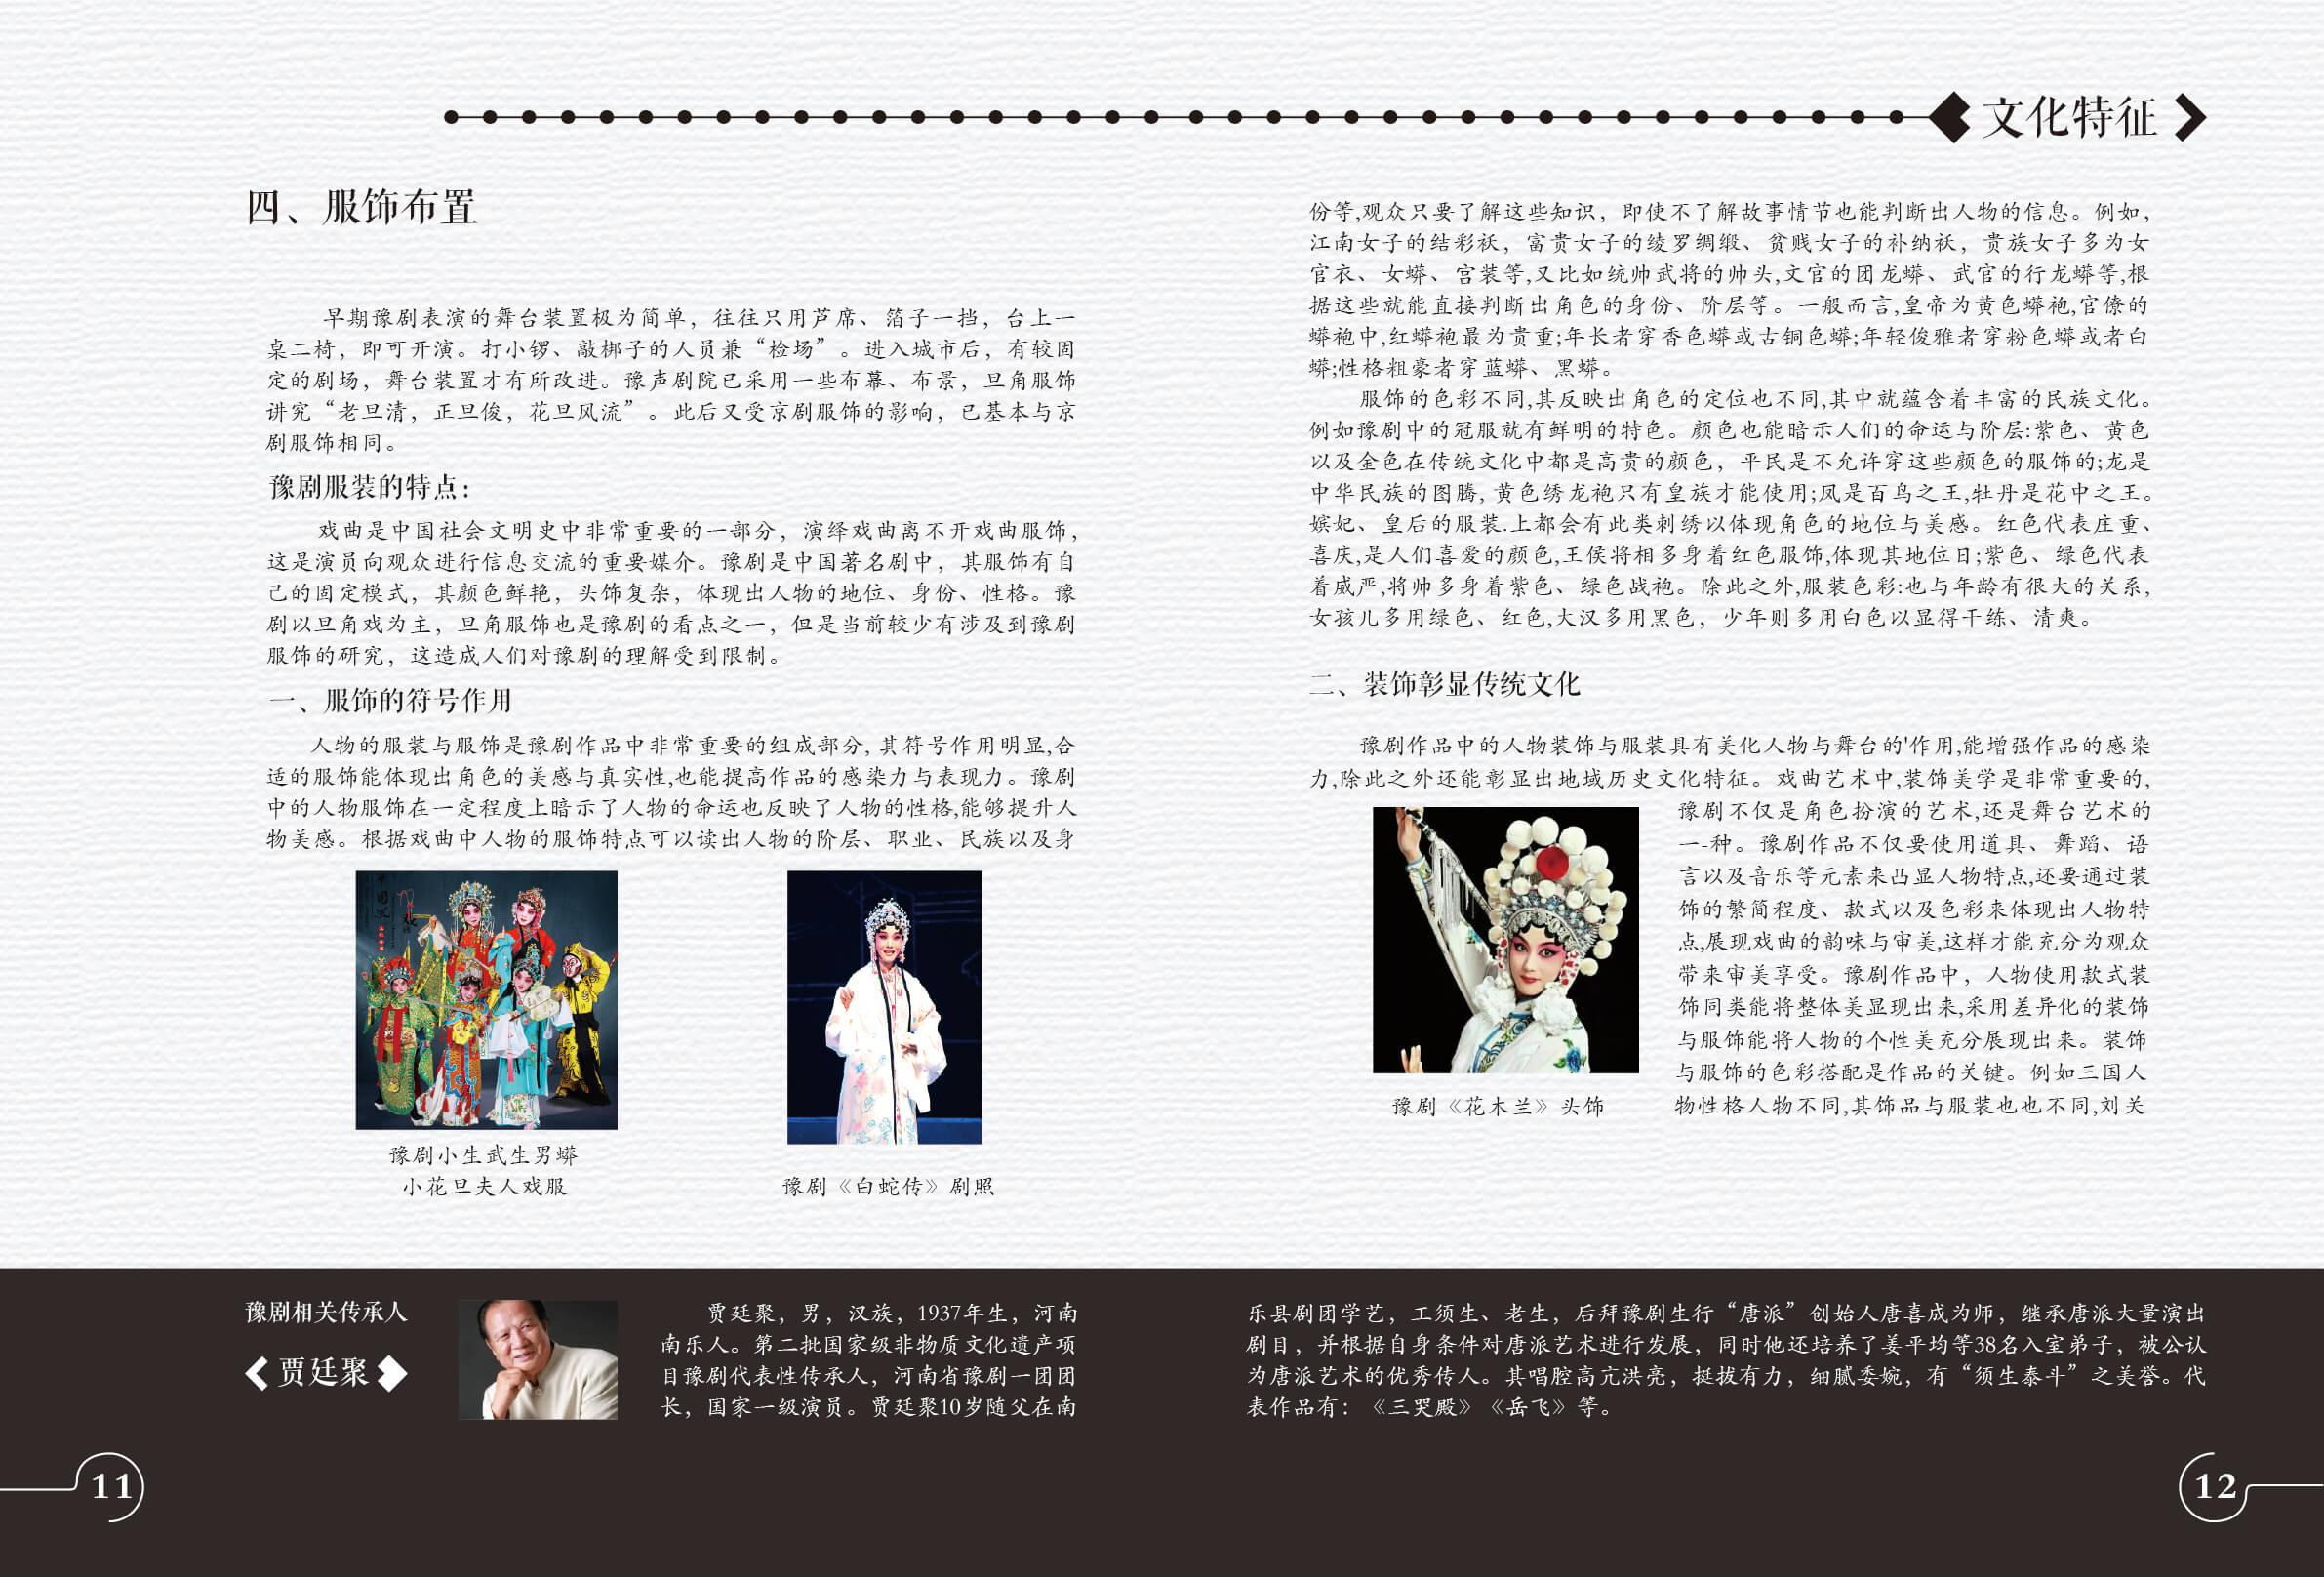 文化特征
四、服饰布置
早期豫剧表演的舞台装置极为简单，往往只用芦席、箔子一挡，台上一
桌二椅，即可开演。打小锣、敲梆子的人员兼“检场”。进入城市后，有较固
定的剧场，舞台装置才有所改进。豫声剧院已采用一些布幕、布景，旦角服饰
讲究“老旦清，正旦俊，花旦风流”。此后又受京剧服饰的影响，已基本与京
剧服饰相同。
豫剧服装的特点：
戏曲是中国社会文明史中非常重要的一部分，演绎戏曲离不开戏曲服饰，
这是演员向观众进行信息交流的重要媒介。豫剧是中国著名剧中，其服饰有自
己的固定模式，其颜色鲜艳，头饰复杂，体现出人物的地位、身份、性格。豫
剧以旦角戏为主，旦角服饰也是豫剧的看点之一，但是当前较少有涉及到豫剧
服饰的研究，这造成人们对豫剧的理解受到限制。
一、服饰的符号作用
人物的服装与服饰是豫剧作品中非常重要的组成部分,其符号作用明显,合
适的服饰能体现出角色的美感与真实性,也能提高作品的感染力与表现力。豫剧
中的人物服饰在一定程度上暗示了人物的命运也反映了人物的性格,能够提升人
物美感。根据戏曲中人物的服饰特点可以读出人物的阶层、职业、民族以及身
豫剧小生武生男蟒
小花旦夫人戏服
豫剧《白蛇传》剧照
份等,观众只要了解这些知识，即使不了解故事情节也能判断出人物的信息。例如，
江南女子的结彩袄，富贵女子的绫罗绸缎、贫贱女子的补纳袄，贵族女子多为女
官衣、女蟒、宫装等,又比如统帅武将的帅头,文官的团龙蟒、武官的行龙蟒等,根
据这些就能直接判断出角色的身份、阶层等。一般而言,皇帝为黄色蟒袍,官僚的
蟒袍中,红蟒袍最为贵重;年长者穿香色蟒或古铜色蟒;年轻俊雅者穿粉色蟒或者白
蟒;性格粗豪者穿蓝蟒、黑蟒。
服饰的色彩不同,其反映出角色的定位也不同,其中就蕴含着丰富的民族文化。
例如豫剧中的冠服就有鲜明的特色。颜色也能暗示人们的命运与阶层:紫色、黄色
以及金色在传统文化中都是高贵的颜色，平民是不允许穿这些颜色的服饰的;龙是
中华民族的图腾,黄色绣龙袍只有皇族才能使用;凤是百鸟之王,牡丹是花中之王。
嫔妃、皇后的服装.上都会有此类刺绣以体现角色的地位与美感。红色代表庄重、
喜庆,是人们喜爱的颜色,王侯将相多身着红色服饰,体现其地位日;紫色、绿色代表
着威严,将帅多身着紫色、绿色战袍。除此之外,服装色彩:也与年龄有很大的关系，
女孩儿多用绿色、红色,大汉多用黑色，少年则多用白色以显得干练、清爽。
二、装饰彰显传统文化
豫剧作品中的人物装饰与服装具有美化人物与舞台的'作用,能增强作品的感染
力,除此之外还能彰显出地域历史文化特征。戏曲艺术中,装饰美学是非常重要的,
豫剧不仅是角色扮演的艺术,还是舞台艺术的
一-种。豫剧作品不仅要使用道具、舞蹈、语
言以及音乐等元素来凸显人物特点,还要通过装
饰的繁简程度、款式以及色彩来体现出人物特
点,展现戏曲的韵味与审美,这样才能充分为观众
带来审美享受。豫剧作品中，人物使用款式装
饰同类能将整体美显现出来,采用差异化的装饰
与服饰能将人物的个性美充分展现出来。装饰
与服饰的色彩搭配是作品的关键。例如三国人
物性格人物不同,其饰品与服装也也不同,刘关
豫剧《花木兰》头饰
豫剧相关传承人
贾廷聚
贾廷聚，男，汉族，1937年生，河南
南乐人。第二批国家级非物质文化遗产项
目豫剧代表性传承人，河南省豫剧一团团
长，国家一级演员。贾廷聚10岁随父在南
乐县剧团学艺，工须生、老生，后拜豫剧生行“唐派”创始人唐喜成为师，继承唐派大量演出
剧目，并根据自身条件对唐派艺术进行发展，同时他还培养了姜平均等38名入室弟子，被公认
为唐派艺术的优秀传人。其唱腔高亢洪亮，挺拔有力，细腻委婉，有“须生泰斗”之美誉。代
表作品有：《三哭殿》《岳飞》等。
11
12